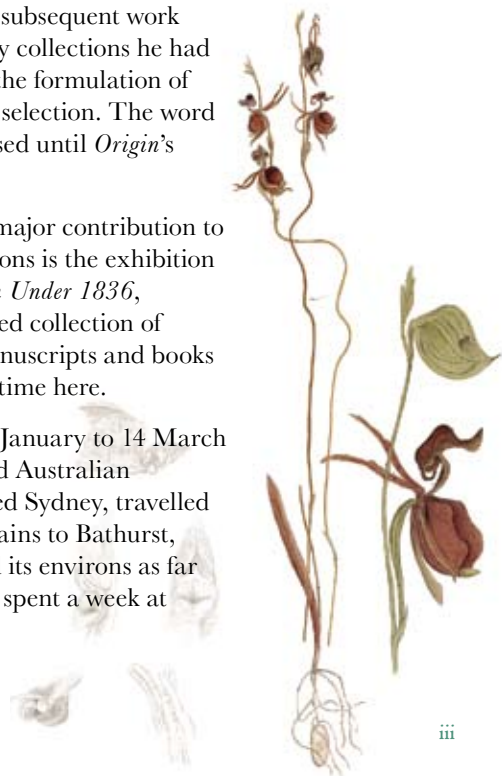 subsequent work
y collections he had
the formulation of
selection. The word
sed until Origin's
major contribution to
ons is the exhibition
Under 1836,
ed collection of
nuscripts and books
time here.
January to 14 March
d Australian
ed Sydney, travelled
ains to Bathurst,
its environs as far
spent a week at
iii